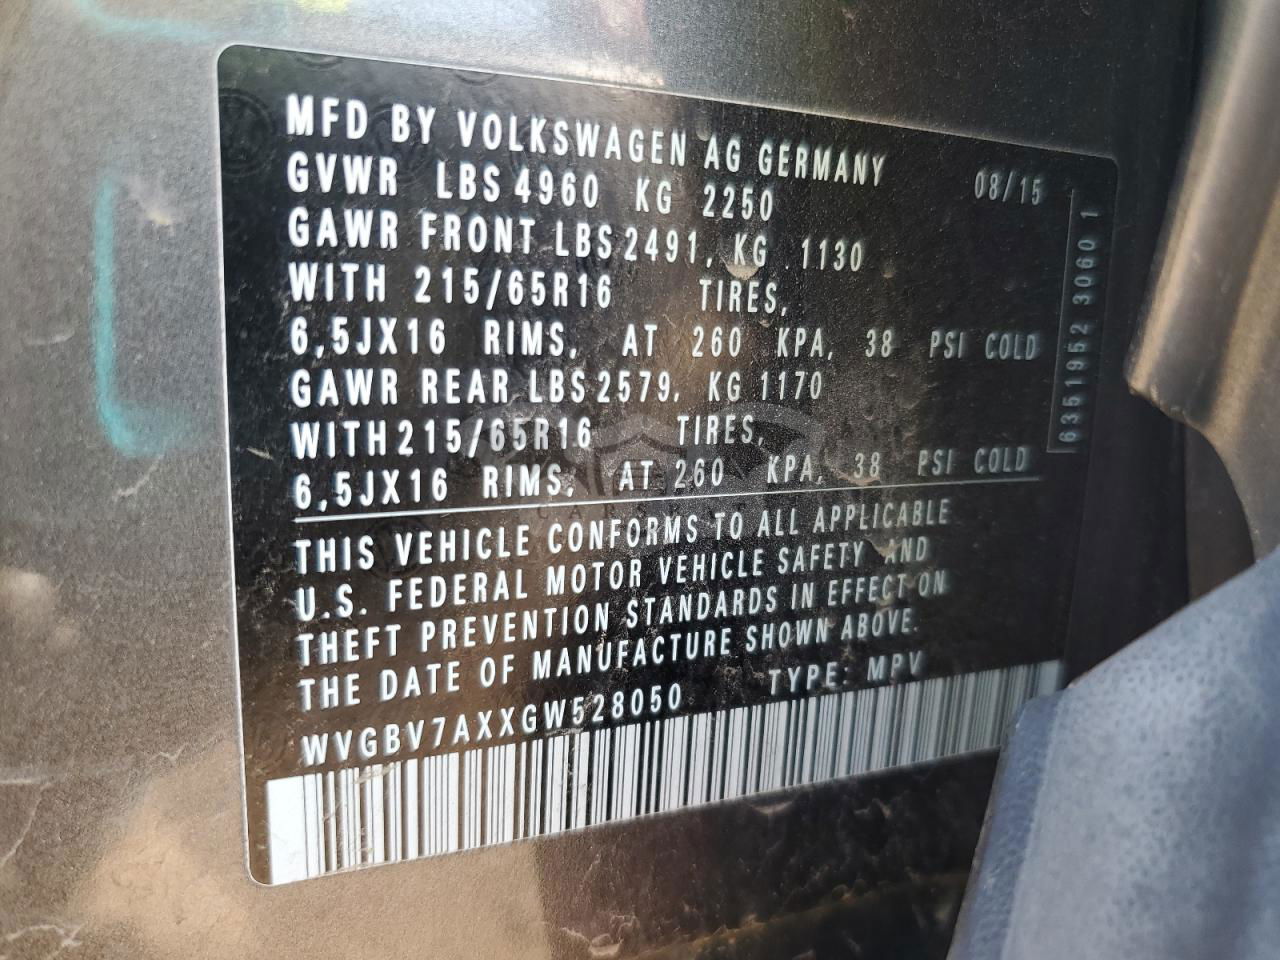 MFD BY VOLKSWAGEN AG GERMANY 08/15
GVWR LBS 4960 KG 2250
GAWR FRONT LBS 2491, KG 1130
WITH 215/65R16 TIRES,
6,5JX16 RIMS, AT 260 KPA, 38 PSI COLD
GAWR REAR LBS 2579, KG 1170
WITH 215/65R16 TIRES,
6,5JX16 RIMS, AT 260 KPA, 38 PSI COLD
THIS VEHICLE CONFORMS TO ALL APPLICABLE
U.S. FEDERAL MOTOR VEHICLE SAFETY AND
THEFT PREVENTION STANDARDS IN EFFECT ON
THE DATE OF MANUFACTURE SHOWN ABOVE.
WVGBV7AXXGW528050 TYPE: MPV
6351952 3060 1